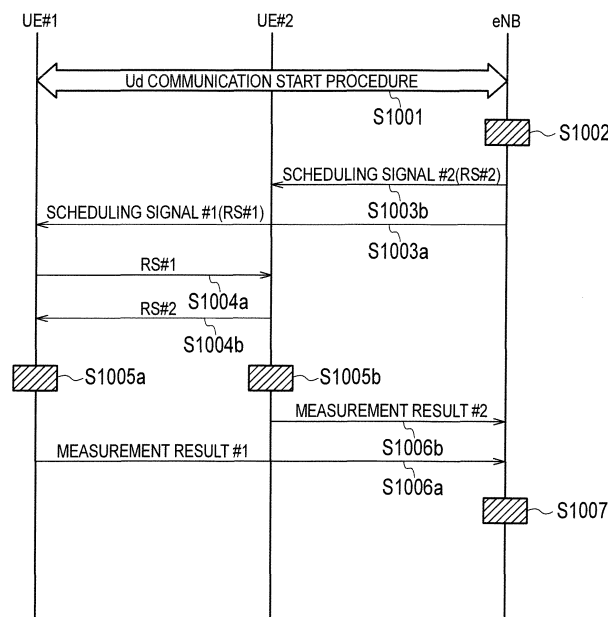 UE#1 UE#2 eNB
Ud COMMUNICATION START PROCEDURE
S1001
S1002
SCHEDULING SIGNAL #2(RS#2)
S1003b
SCHEDULING SIGNAL #1(RS#1)
S1003a
RS#1
S1004a
RS#2
S1004b
S1005a S1005b
MEASUREMENT RESULT #2
S1006b
MEASUREMENT RESULT #1
S1006a
S1007